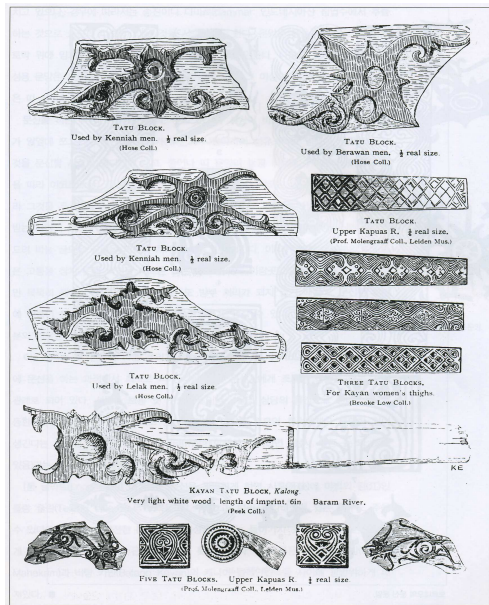 TATU BLOCK.
Used by Kenniah men. ½ real size.
(Hose Coll.)
TATU BLOCK.
Used by Berawan men. ½ real size.
(Hose Coll.)
TATU BLOCK.
Upper Kapuas R. real size.
(Prof. Molengraaff Coll., Leiden Mus.)
TATU BLOCK.
Used by Kenniah men. ½ real size.
(Hose Coll.)
TATU BLOCK.
Used by Lelak men. ½ real size
(Hose Coll.)
THREE TATU BLOCKS,
For Kayan women's thighs.
(Brooke Low Coll.)
KE
KAYAN TATU BLOCK, Kalong.
Very light white wood. length of imprint, 6in Baram River.
(Peek Coll.)
FIVE TATU BLOCKS. Upper Kapuas R. real size
(Prof. Molengraaff Coll., Leiden Mus.)